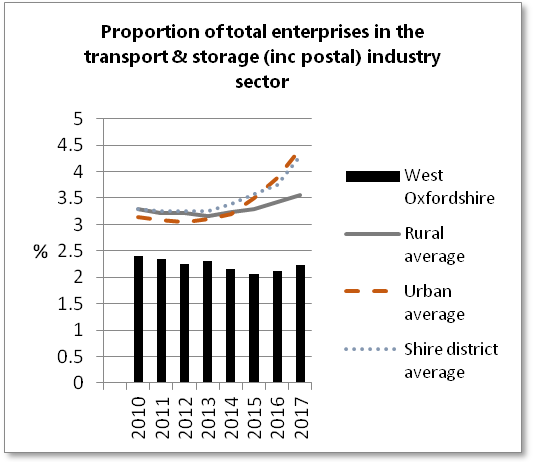 Proportion of total enterprises in the
transport & storage (inc postal) industry
sector
5
4.5
4
3.5
3
2.5
2
1.5
1
0.5
0
%
2010
2011
2012
2013
2014
2015
2016
2017
West
Oxfordshire
Rural
average
Urban
average
Shire district
average